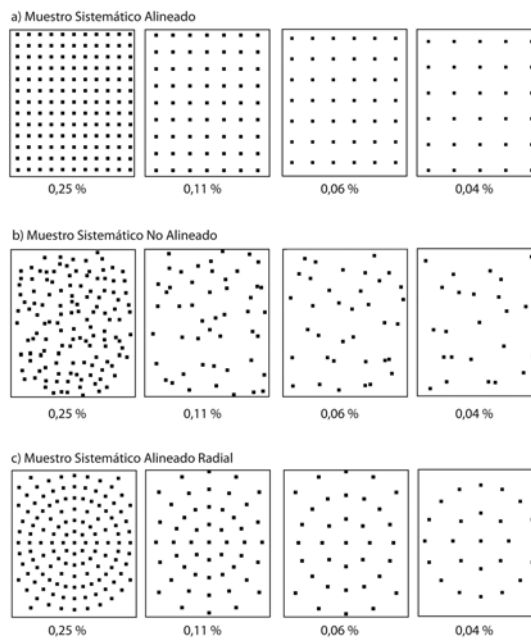 a) Muestro Sistemático Alineado
0,25 % 0,11 % 0,06 % 0,04 %
b) Muestro Sistemático No Alineado
0,25 % 0,11 % 0,06 % 0,04 %
c) Muestro Sistemático Alineado Radial
0,25 % 0,11 % 0,06 % 0,04 %